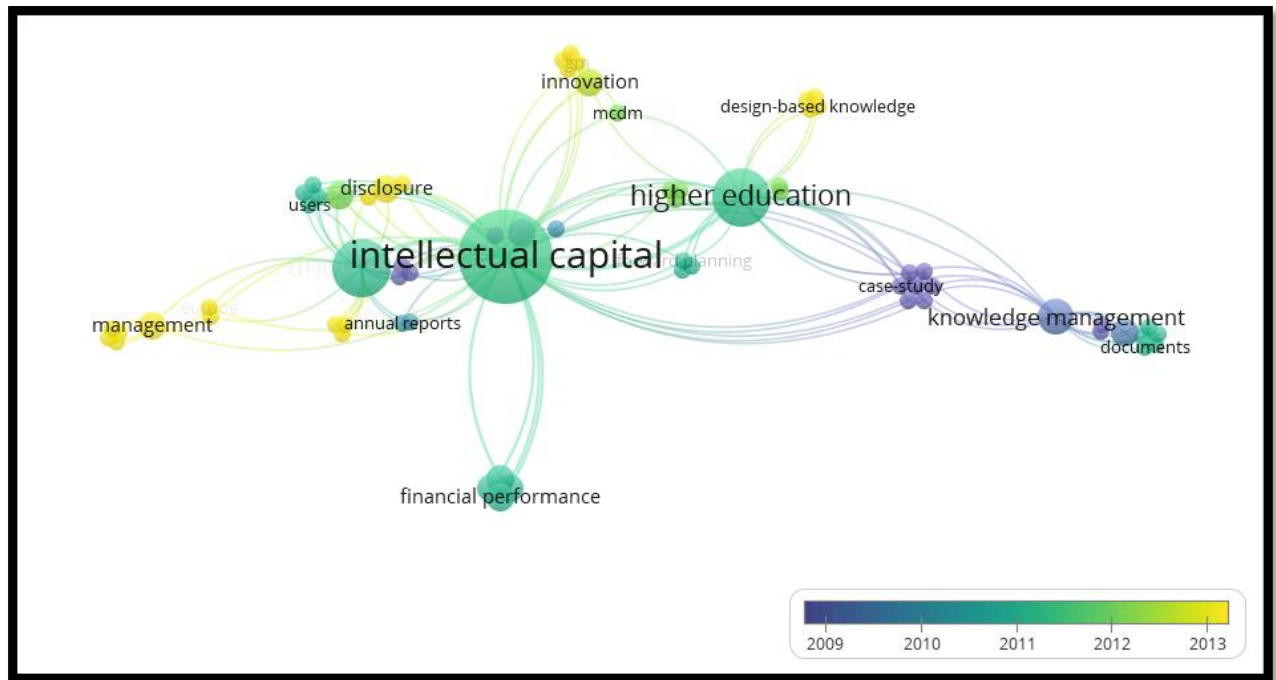 innovation
mcdm
design-based knowledge
disclosure
users
higher education
intellectual capital
planning
case-study
management
annual reports
knowledge management
documents
financial performance
2009 2010 2011 2012 2013